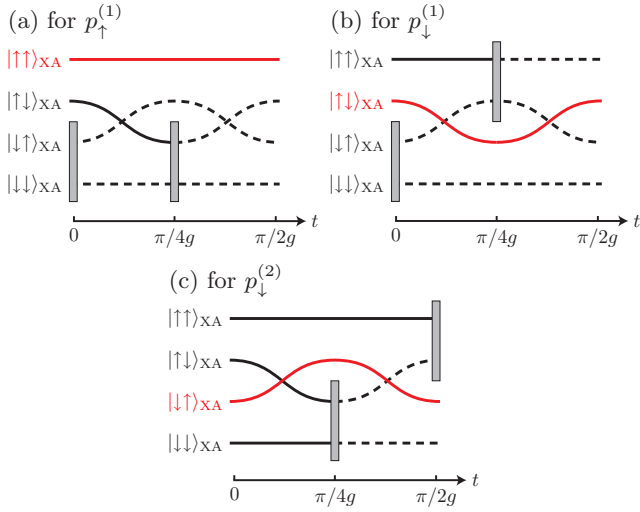 (a) for p↑^(1)
|↑↑⟩XA
|↑↓⟩XA
|↓↑⟩XA
|↓↓⟩XA
0 π/4g π/2g t
(b) for p↓^(1)
|↑↑⟩XA
|↑↓⟩XA
|↓↑⟩XA
|↓↓⟩XA
0 π/4g π/2g t
(c) for p↓^(2)
|↑↑⟩XA
|↑↓⟩XA
|↓↑⟩XA
|↓↓⟩XA
0 π/4g π/2g t